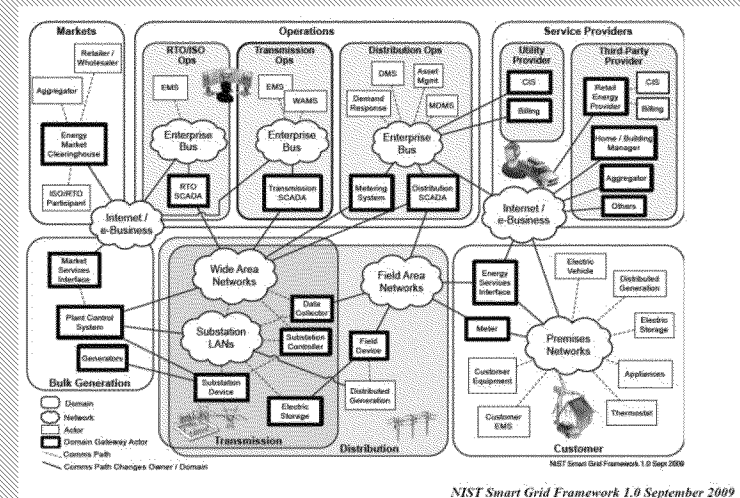 Markets
Retailer /
Wholesaler
Aggregator
Energy
Market
Clearinghouse
ISO/RTO
Participant
Internet /
e-Business
Operations
RTO/ISO
Ops
EMS
Enterprise
Bus
RTO
SCADA
Transmission
Ops
EMS
WAMS
Enterprise
Bus
Transmission
SCADA
Distribution Ops
DMS
Asset
Mgmt
Demand
Response
MDMS
Enterprise
Bus
Metering
System
Distribution
SCADA
Service Providers
Utility
Provider
CIS
Billing
Third-Party
Provider
Retail
Energy
Provider
CIS
Billing
Home / Building
Manager
Aggregator
Others
Internet /
e-Business
Market
Services
Interface
Plant Control
System
Generators
Bulk Generation
Wide Area
Networks
Substation
LANs
Data
Collector
Substation
Controller
Substation
Device
Electric
Storage
Transmission
Field Area
Networks
Field
Device
Distributed
Generation
Distribution
Energy
Services
Interface
Meter
Premises
Networks
Electric
Vehicle
Distributed
Generation
Electric
Storage
Appliances
Thermostat
Customer
EMS
Customer
Equipment
Customer
Domain
Network
Actor
Domain Gateway Actor
Comms Path
Comms Path Changes Owner / Domain
NIST Smart Grid Framework 1.0 Sept 2009
NIST Smart Grid Framework 1.0 September 2009